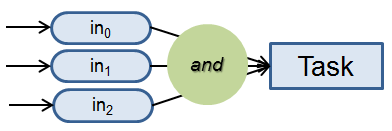 in₀
in₁
and
Task
in₂